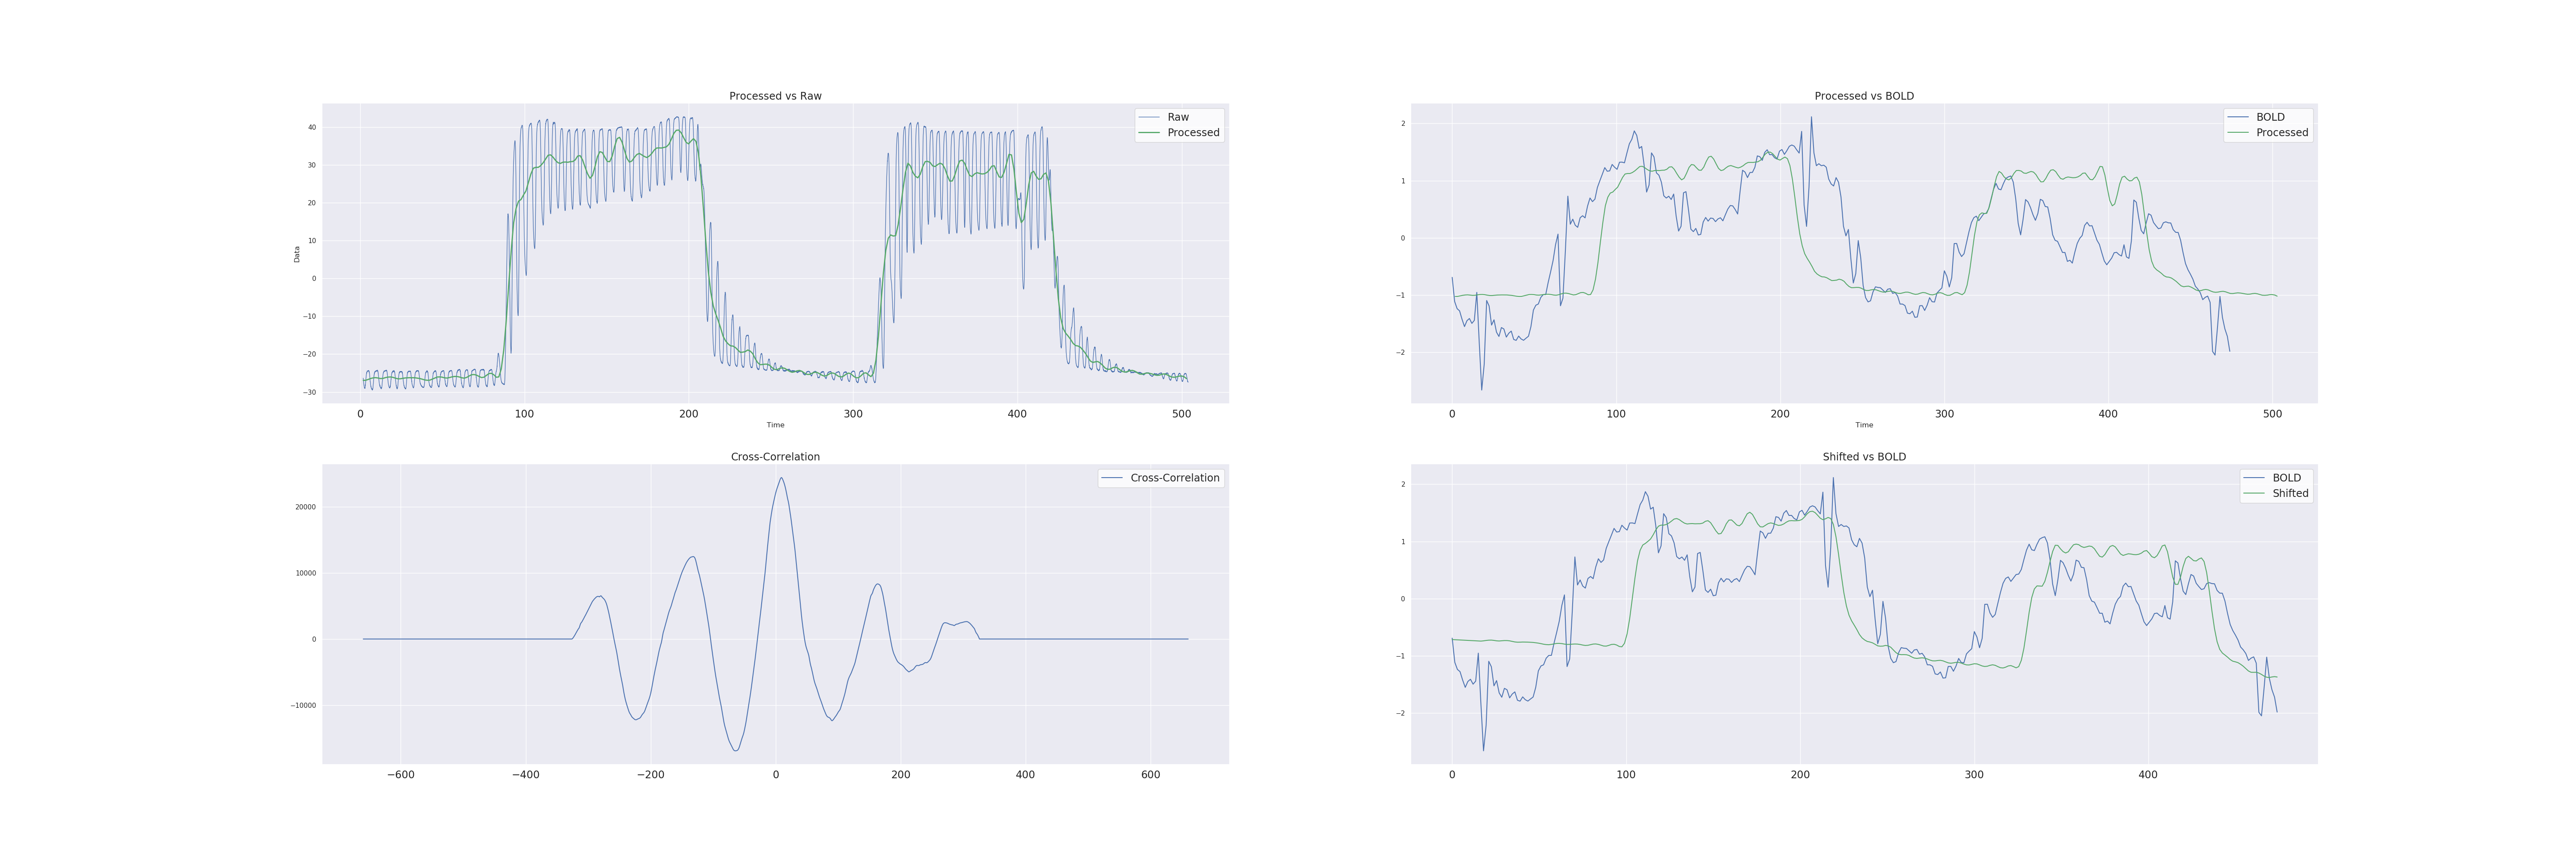 Processed vs Raw
Raw
Processed
Data
40
30
20
10
0
−10
−20
−30
0 100 200 300 400 500
Time
Processed vs BOLD
BOLD
Processed
2
1
0
−1
−2
0 100 200 300 400 500
Time
Cross-Correlation
Cross-Correlation
20000
10000
0
−10000
−600 −400 −200 0 200 400 600
Shifted vs BOLD
BOLD
Shifted
2
1
0
−1
−2
0 100 200 300 400